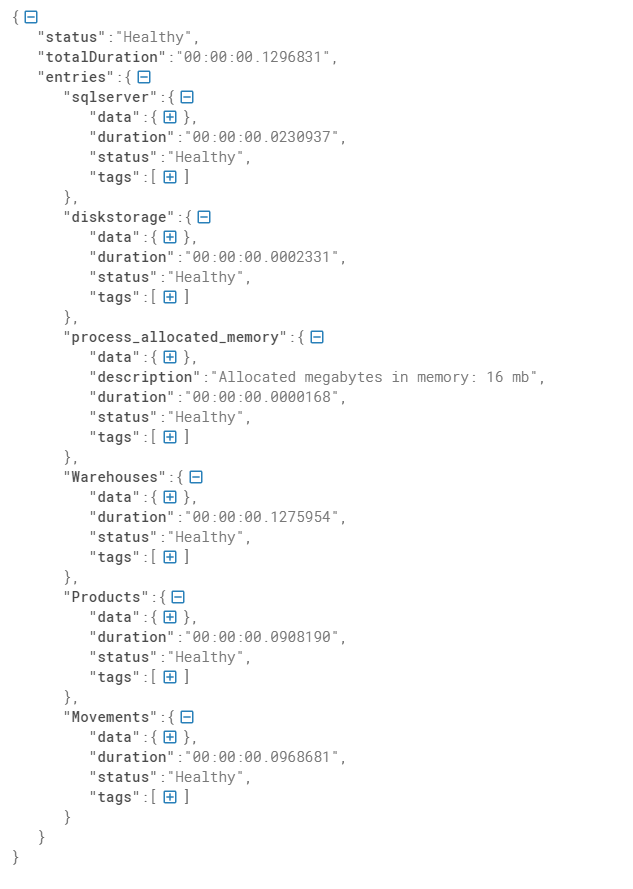 {
"status":"Healthy",
"totalDuration":"00:00:00.1296831",
"entries":{
"sqlserver":{
"data":{ },
"duration":"00:00:00.0230937",
"status":"Healthy",
"tags":[ ]
},
"diskstorage":{
"data":{ },
"duration":"00:00:00.0002331",
"status":"Healthy",
"tags":[ ]
},
"process_allocated_memory":{
"data":{ },
"description":"Allocated megabytes in memory: 16 mb",
"duration":"00:00:00.0000168",
"status":"Healthy",
"tags":[ ]
},
"Warehouses":{
"data":{ },
"duration":"00:00:00.1275954",
"status":"Healthy",
"tags":[ ]
},
"Products":{
"data":{ },
"duration":"00:00:00.0908190",
"status":"Healthy",
"tags":[ ]
},
"Movements":{
"data":{ },
"duration":"00:00:00.0968681",
"status":"Healthy",
"tags":[ ]
}
}
}